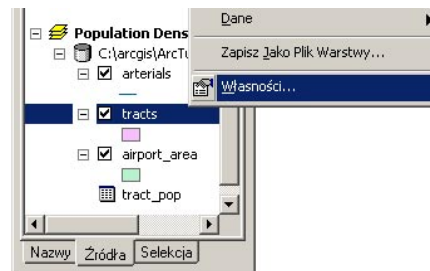 Population Dens
C:\arcgis\ArcTu
arterials
tracts
airport_area
tract_pop
Nazwy Źródła Selekcja
Dane
Zapisz Jako Plik Warstwy...
Własności...